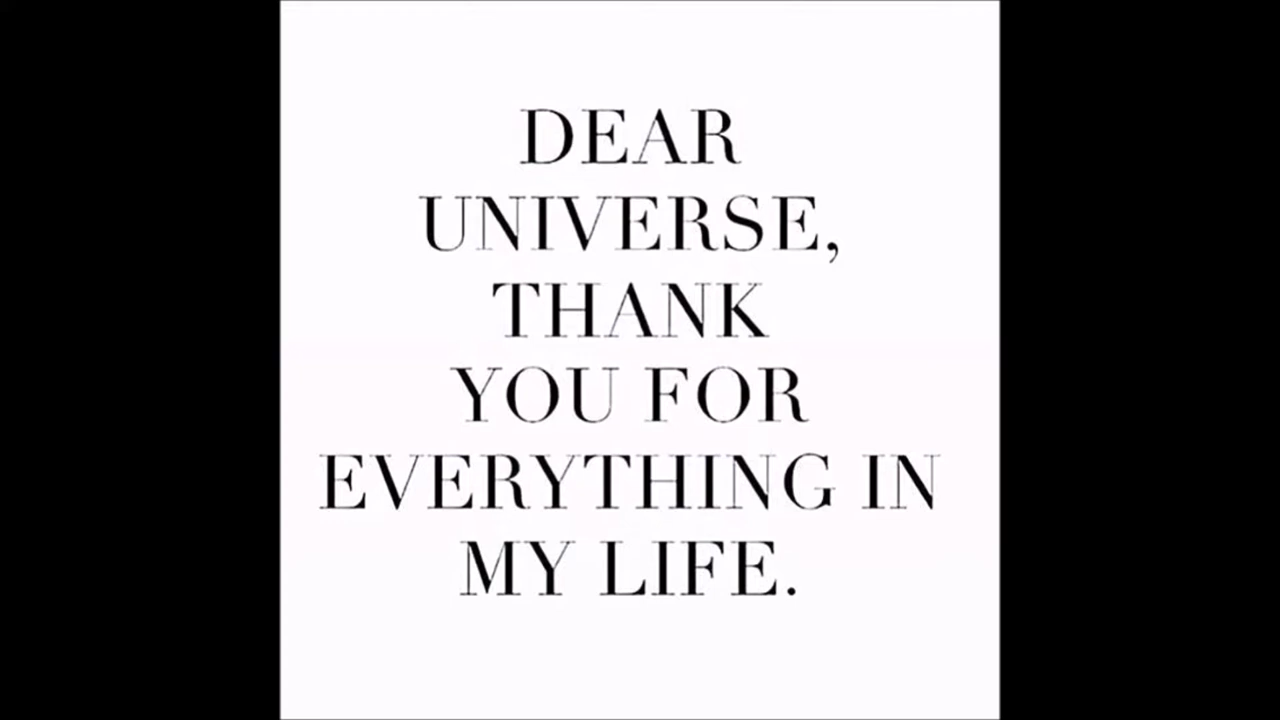 DEAR
UNIVERSE,
THANK
YOU FOR
EVERYTHING IN
MY LIFE.